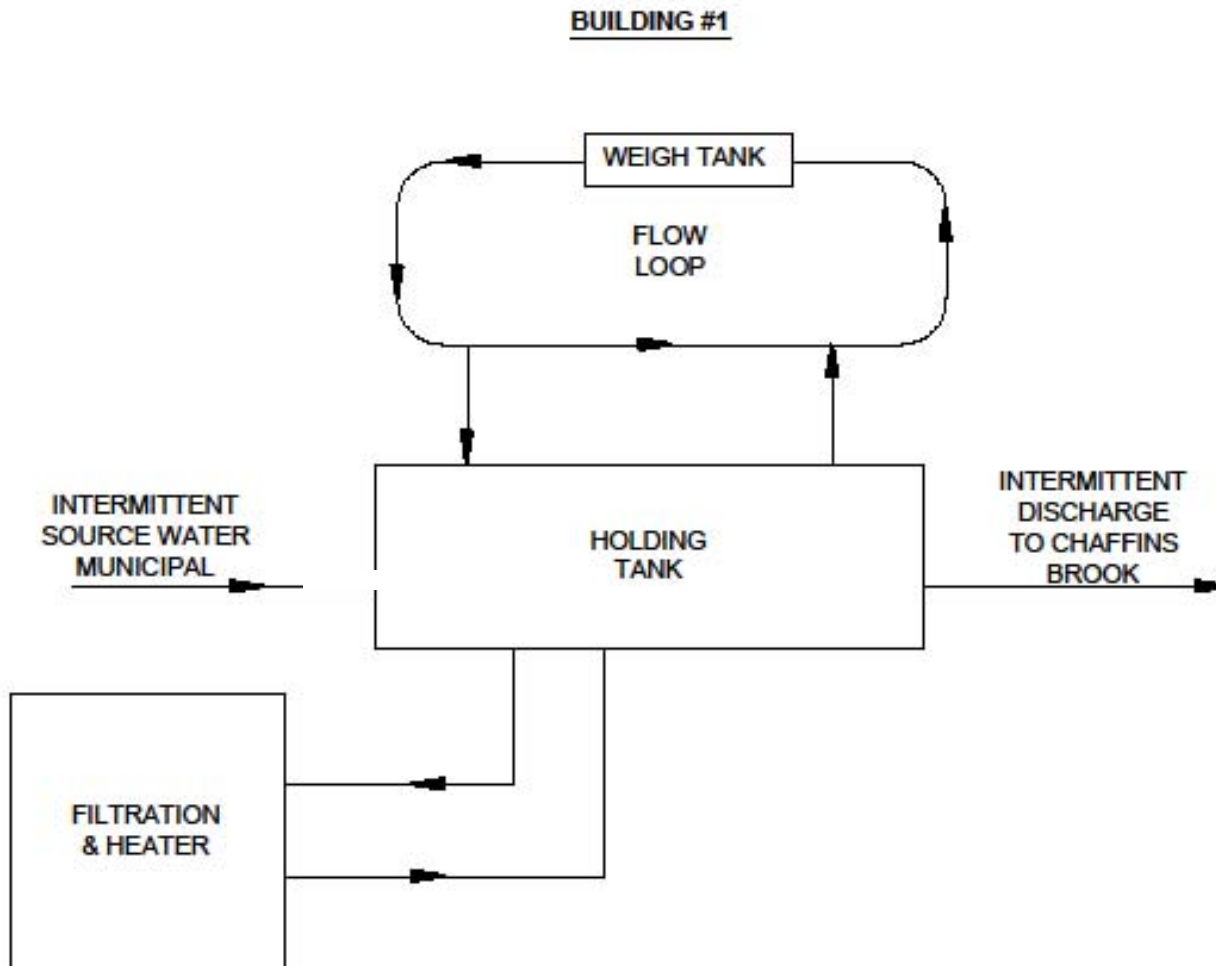 BUILDING #1
WEIGH TANK
FLOW
LOOP
INTERMITTENT
SOURCE WATER
MUNICIPAL
HOLDING
TANK
INTERMITTENT
DISCHARGE
TO CHAFFINS
BROOK
FILTRATION
& HEATER